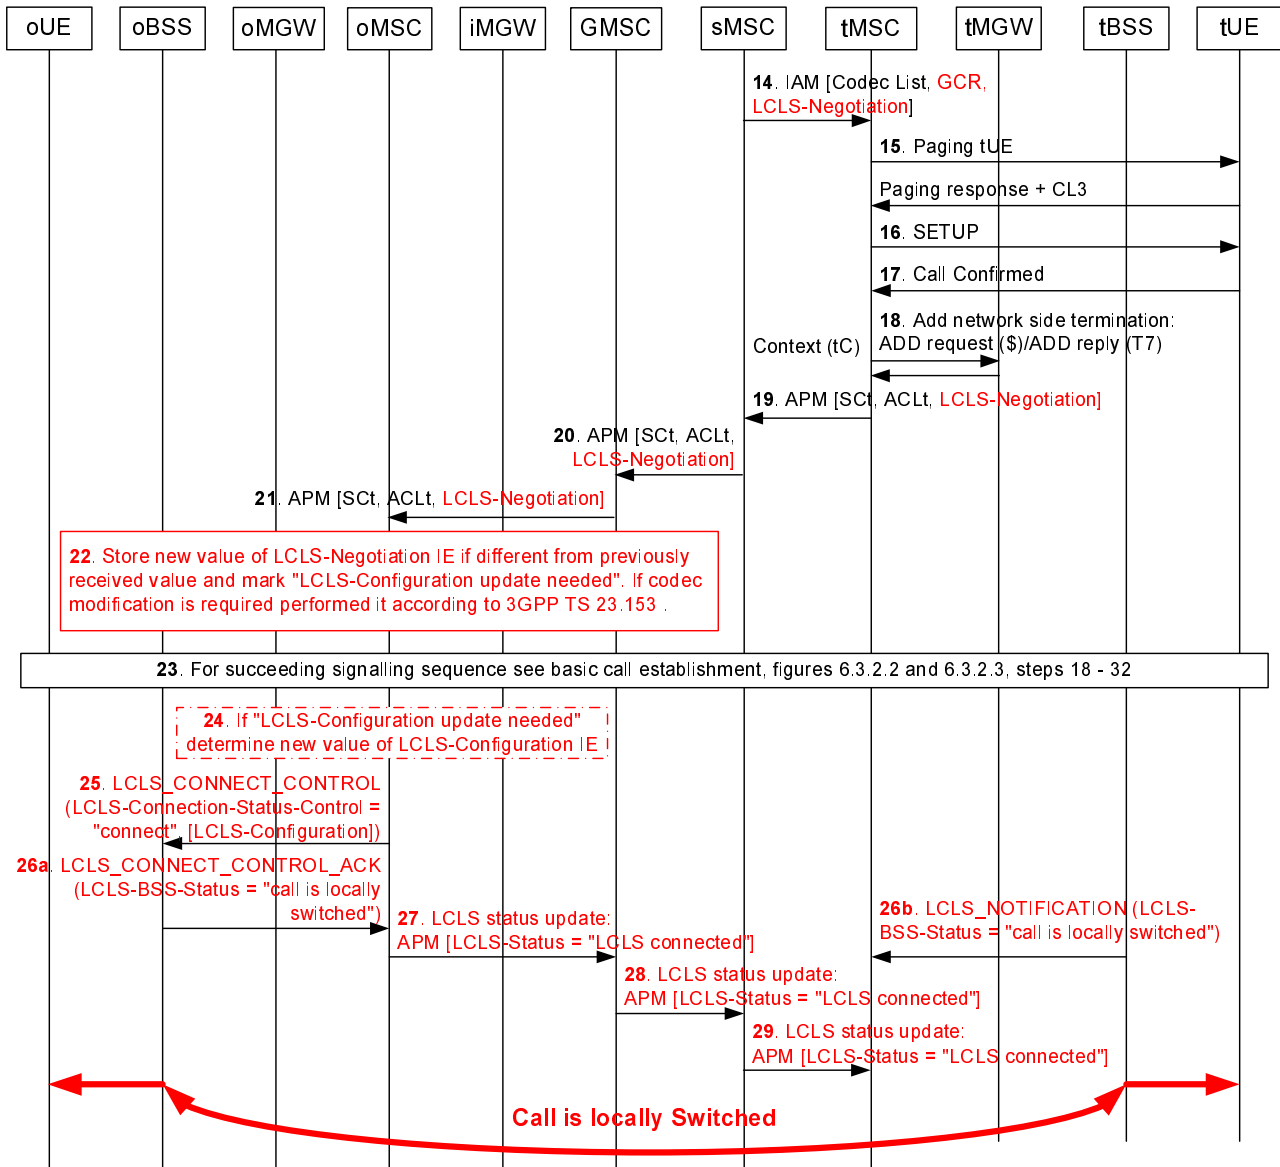 oUE oBSS oMGW oMSC iMGW GMSC sMSC tMSC tMGW tBSS tUE
14. IAM [Codec List, GCR,
LCLS-Negotiation]
15. Paging tUE
Paging response + CL3
16. SETUP
17. Call Confirmed
18. Add network side termination:
ADD request ($)/ADD reply (T7)
Context (tC)
19. APM [SCt, ACLt, LCLS-Negotiation]
20. APM [SCt, ACLt,
LCLS-Negotiation]
21. APM [SCt, ACLt, LCLS-Negotiation]
22. Store new value of LCLS-Negotiation IE if different from previously
received value and mark "LCLS-Configuration update needed". If codec
modification is required performed it according to 3GPP TS 23.153 .
23. For succeeding signalling sequence see basic call establishment, figures 6.3.2.2 and 6.3.2.3, steps 18 - 32
24. If "LCLS-Configuration update needed"
determine new value of LCLS-Configuration IE
25. LCLS_CONNECT_CONTROL
(LCLS-Connection-Status-Control =
"connect", [LCLS-Configuration])
26a. LCLS_CONNECT_CONTROL_ACK
(LCLS-BSS-Status = "call is locally
switched")
27. LCLS status update:
APM [LCLS-Status = "LCLS connected"]
26b. LCLS_NOTIFICATION (LCLS-
BSS-Status = "call is locally switched")
28. LCLS status update:
APM [LCLS-Status = "LCLS connected"]
29. LCLS status update:
APM [LCLS-Status = "LCLS connected"]
Call is locally Switched